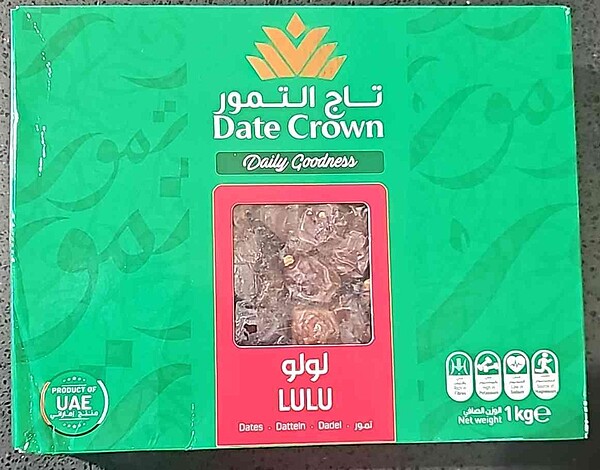 تاج التمور
Date Crown
Daily Goodness
لولو
LULU
Dates · Datteln · Dadel · تمور
PRODUCT OF
UAE
منتج إماراتي
الوزن الصافي
Net weight 1kg℮